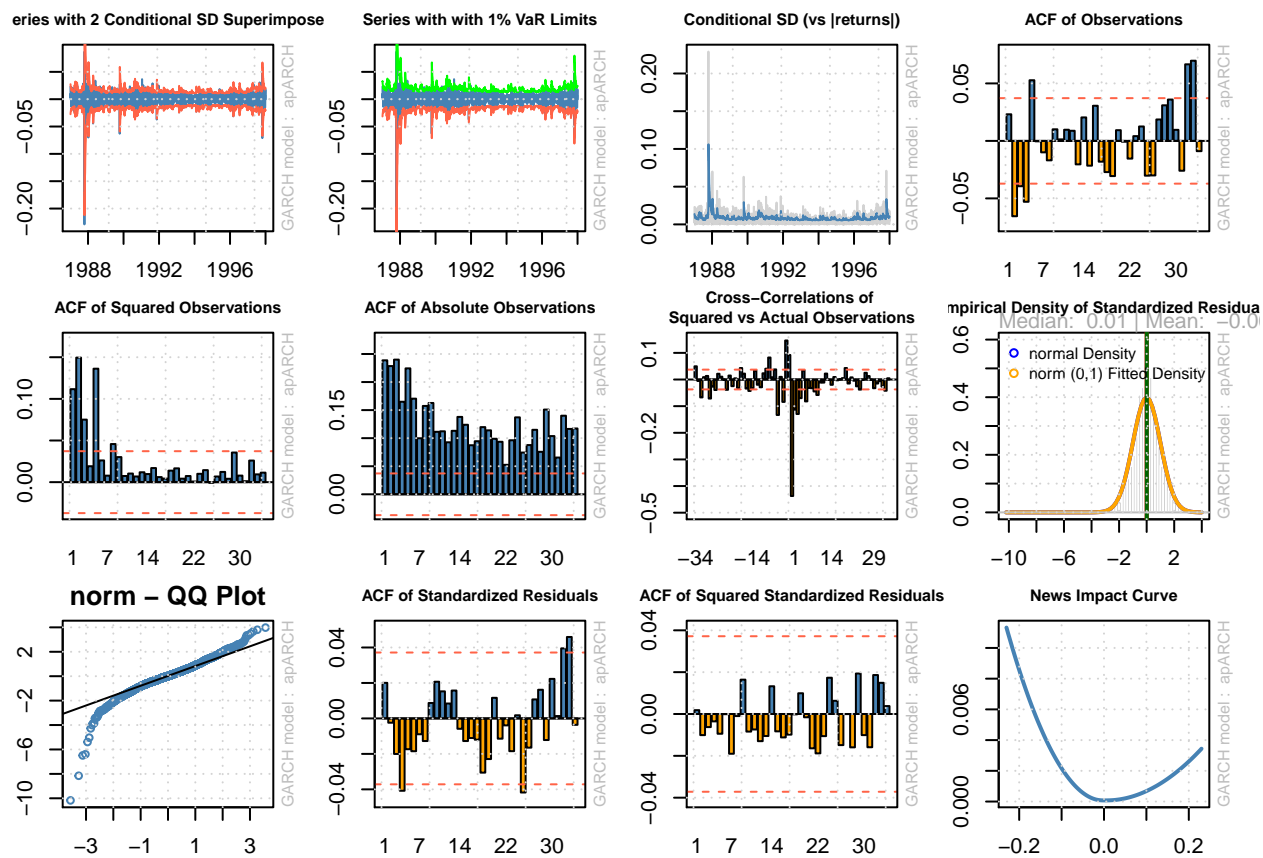 eries with 2 Conditional SD Superimpose
GARCH model : apARCH
−0.05
−0.20
1988 1992 1996
Series with with 1% VaR Limits
GARCH model : apARCH
−0.05
−0.20
1988 1992 1996
Conditional SD (vs |returns|)
GARCH model : apARCH
0.20
0.10
0.00
1988 1992 1996
ACF of Observations
GARCH model : apARCH
0.05
−0.05
1 7 14 22 30
ACF of Squared Observations
GARCH model : apARCH
0.10
0.00
1 7 14 22 30
ACF of Absolute Observations
GARCH model : apARCH
0.15
0.00
1 7 14 22 30
Cross−Correlations of
Squared vs Actual Observations
GARCH model : apARCH
0.1
−0.2
−0.5
−34 −14 1 14 29
mpirical Density of Standardized Residua
Median: 0.01 | Mean: −0.0
normal Density
norm (0,1) Fitted Density
GARCH model : apARCH
0.6
0.4
0.2
0.0
−10 −6 −2 2
norm − QQ Plot
GARCH model : apARCH
2
−2
−6
−10
−3 −1 1 3
ACF of Standardized Residuals
GARCH model : apARCH
0.04
0.00
−0.04
1 7 14 22 30
ACF of Squared Standardized Residuals
GARCH model : apARCH
0.04
0.00
−0.04
1 7 14 22 30
News Impact Curve
GARCH model : apARCH
0.006
0.000
−0.2 0.0 0.2